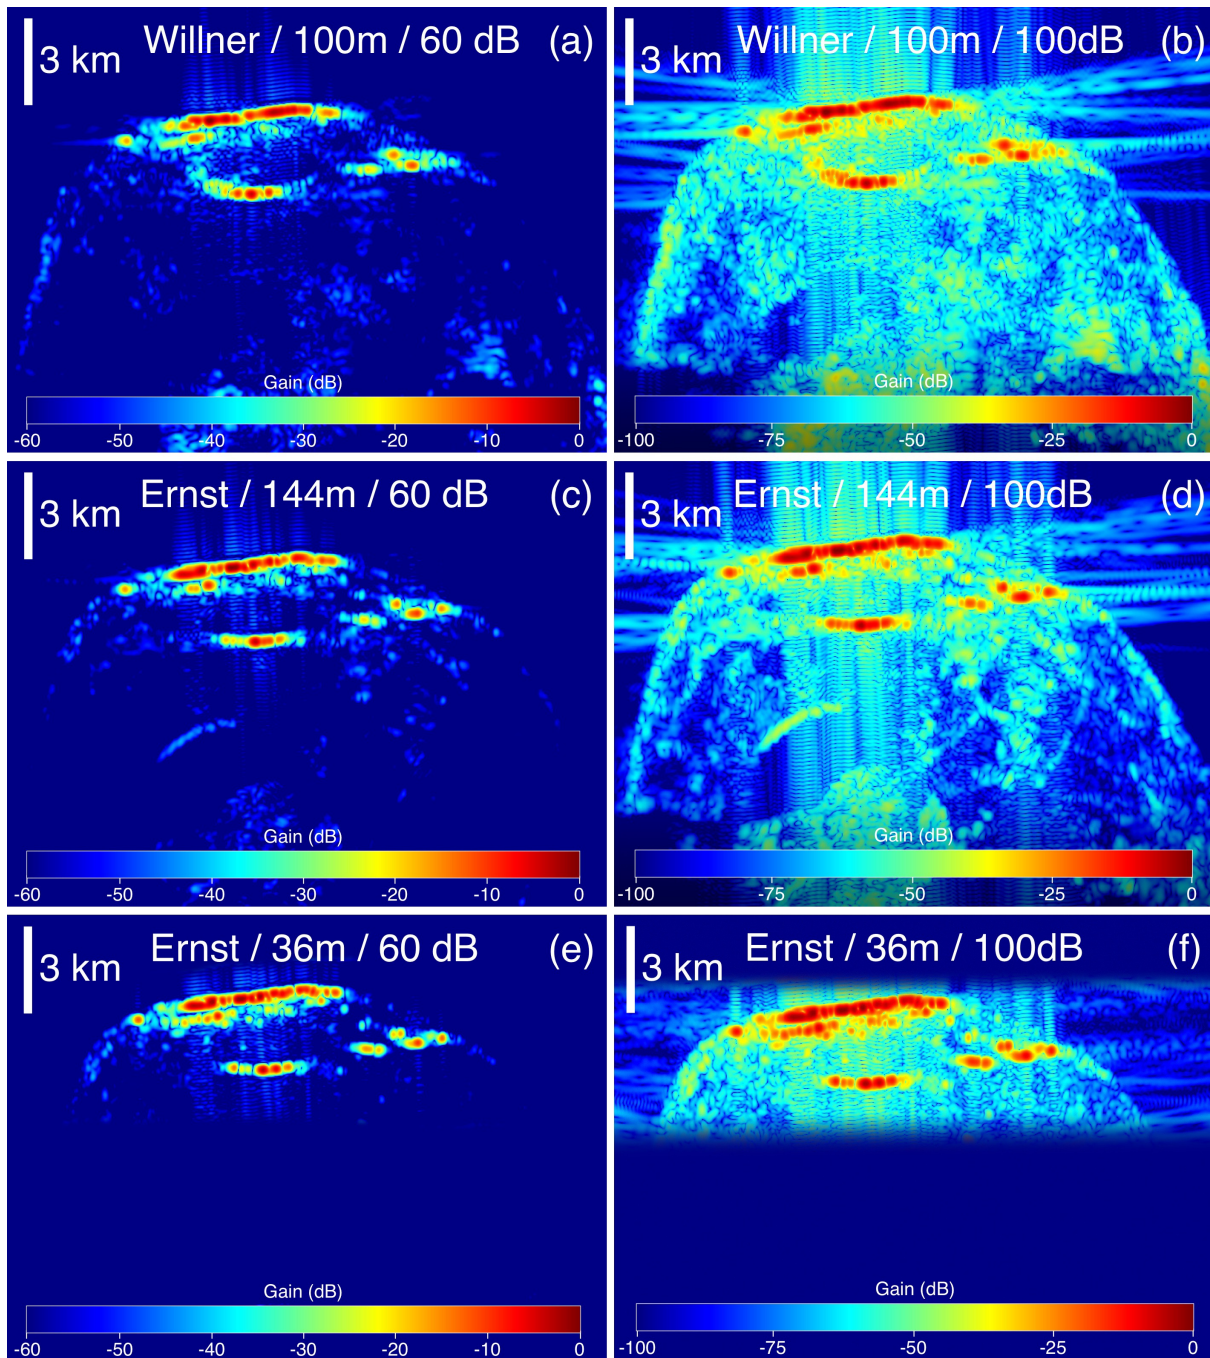 Willner / 100m / 60 dB (a)
3 km
Gain (dB)
-60 -50 -40 -30 -20 -10 0
Willner / 100m / 100dB (b)
3 km
Gain (dB)
-100 -75 -50 -25 0
Ernst / 144m / 60 dB (c)
3 km
Gain (dB)
-60 -50 -40 -30 -20 -10 0
Ernst / 144m / 100dB (d)
3 km
Gain (dB)
-100 -75 -50 -25 0
Ernst / 36m / 60 dB (e)
3 km
Gain (dB)
-60 -50 -40 -30 -20 -10 0
Ernst / 36m / 100dB (f)
3 km
Gain (dB)
-100 -75 -50 -25 0